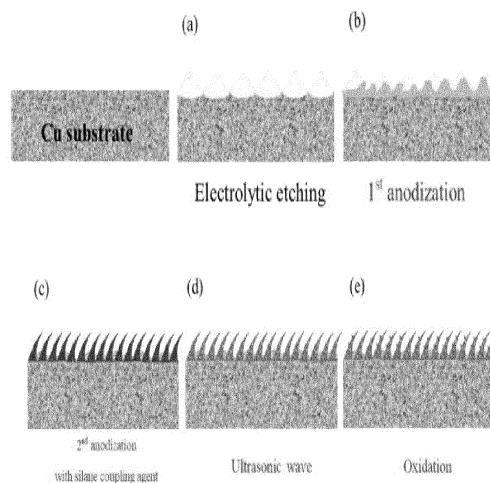 (a)
(b)
Cu substrate
Electrolytic etching
1st anodization
(c)
(d)
(e)
2nd anodization
with silane coupling agent
Ultrasonic wave
Oxidation